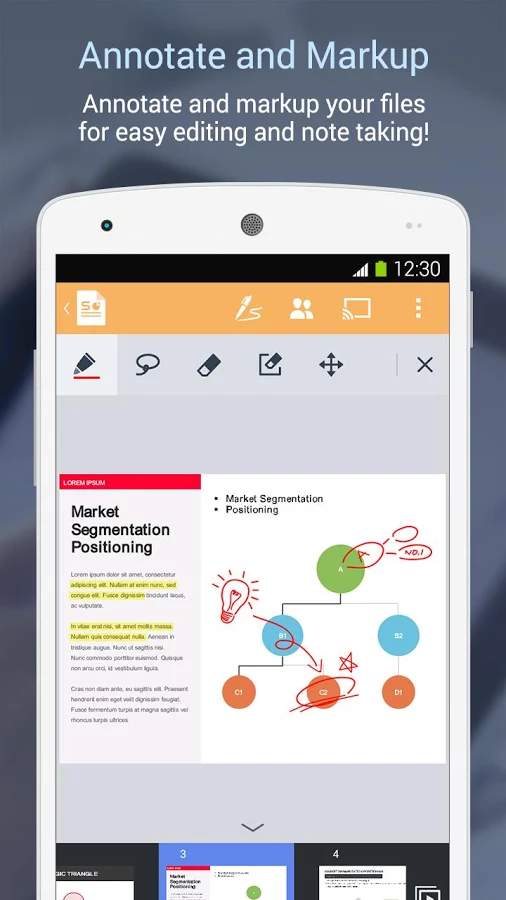 Annotate and Markup
Annotate and markup your files
for easy editing and note taking!
12:30
S
LOREM IPSUM
Market
Segmentation
Positioning
Lorem ipsum dolor sit amet, consectetur
adipiscing elit. Nullam at enim nunc, sed
congue elit. Fusce dignissim tincidunt lacus,
ac vulputate.
In vitae erat nisi, sit amet mollis massa.
Nullam quis consequat nulla. Aenean in
tristique augue. Nunc ut sagittis nisi.
Nunc commodo porttitor euismod. Quisque
non arcu orci, id vestibulum ligula.
Cras non diam ante, eu sagittis elit. Praesent
hendrerit enim eget velit dignissim feugiat.
Fusce fermentum turpis at magna sagittis vel
rhoncus turpis ultrices
• Market Segmentation
• Positioning
A
A
NO.1
B1
B2
C1
C2
D1
3
4
GIC TRIANGLE
Market
Segmentation
Positioning